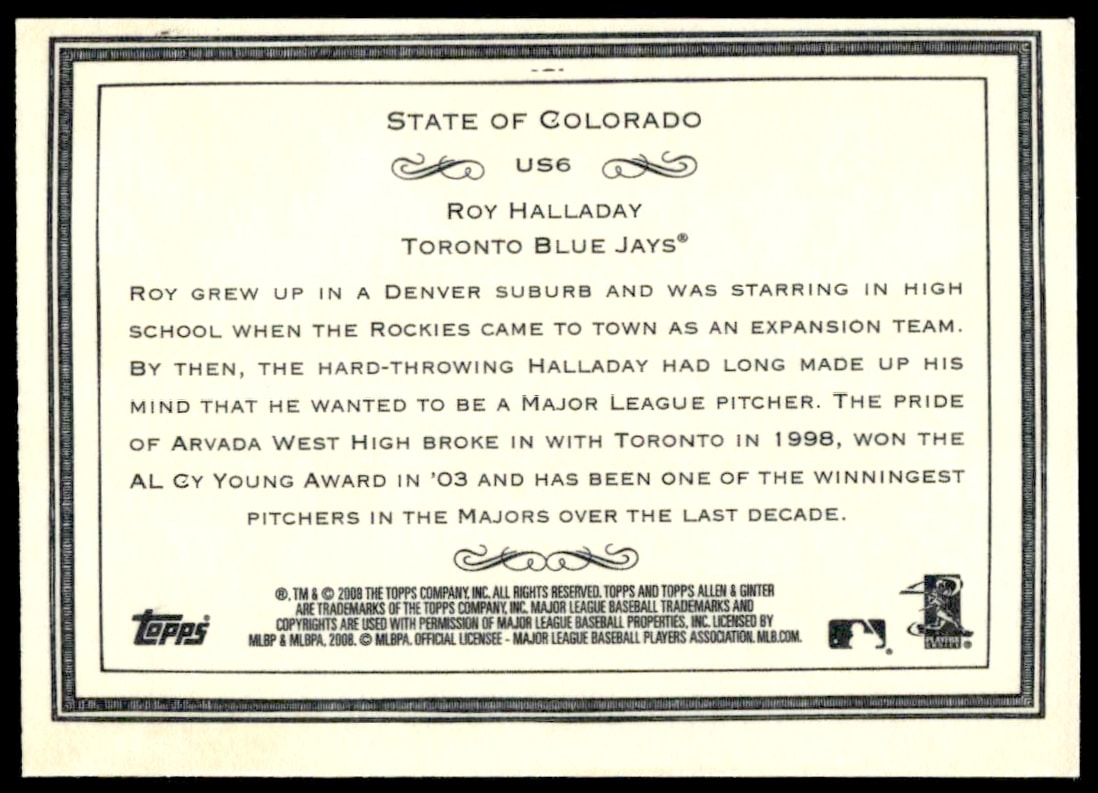 STATE OF COLORADO
US6
ROY HALLADAY
TORONTO BLUE JAYS®
ROY GREW UP IN A DENVER SUBURB AND WAS STARRING IN HIGH
SCHOOL WHEN THE ROCKIES CAME TO TOWN AS AN EXPANSION TEAM.
BY THEN, THE HARD-THROWING HALLADAY HAD LONG MADE UP HIS
MIND THAT HE WANTED TO BE A MAJOR LEAGUE PITCHER. THE PRIDE
OF ARVADA WEST HIGH BROKE IN WITH TORONTO IN 1998, WON THE
AL CY YOUNG AWARD IN '03 AND HAS BEEN ONE OF THE WINNINGEST
PITCHERS IN THE MAJORS OVER THE LAST DECADE.
®, TM & © 2008 THE TOPPS COMPANY, INC. ALL RIGHTS RESERVED. TOPPS AND TOPPS ALLEN & GINTER
ARE TRADEMARKS OF THE TOPPS COMPANY, INC. MAJOR LEAGUE BASEBALL TRADEMARKS AND
COPYRIGHTS ARE USED WITH PERMISSION OF MAJOR LEAGUE BASEBALL PROPERTIES, INC. LICENSED BY
MLBP & MLBPA, 2008. © MLBPA. OFFICIAL LICENSEE - MAJOR LEAGUE BASEBALL PLAYERS ASSOCIATION. MLB.COM.
Topps